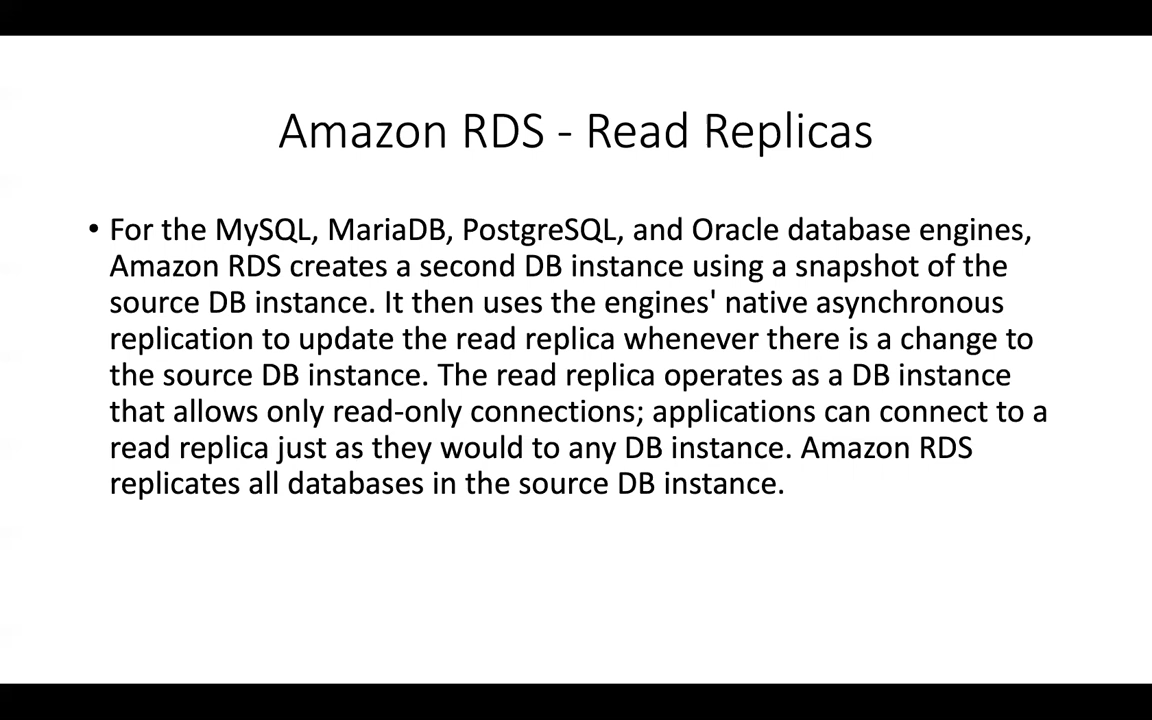 Amazon RDS - Read Replicas
• For the MySQL, MariaDB, PostgreSQL, and Oracle database engines,
Amazon RDS creates a second DB instance using a snapshot of the
source DB instance. It then uses the engines' native asynchronous
replication to update the read replica whenever there is a change to
the source DB instance. The read replica operates as a DB instance
that allows only read-only connections; applications can connect to a
read replica just as they would to any DB instance. Amazon RDS
replicates all databases in the source DB instance.